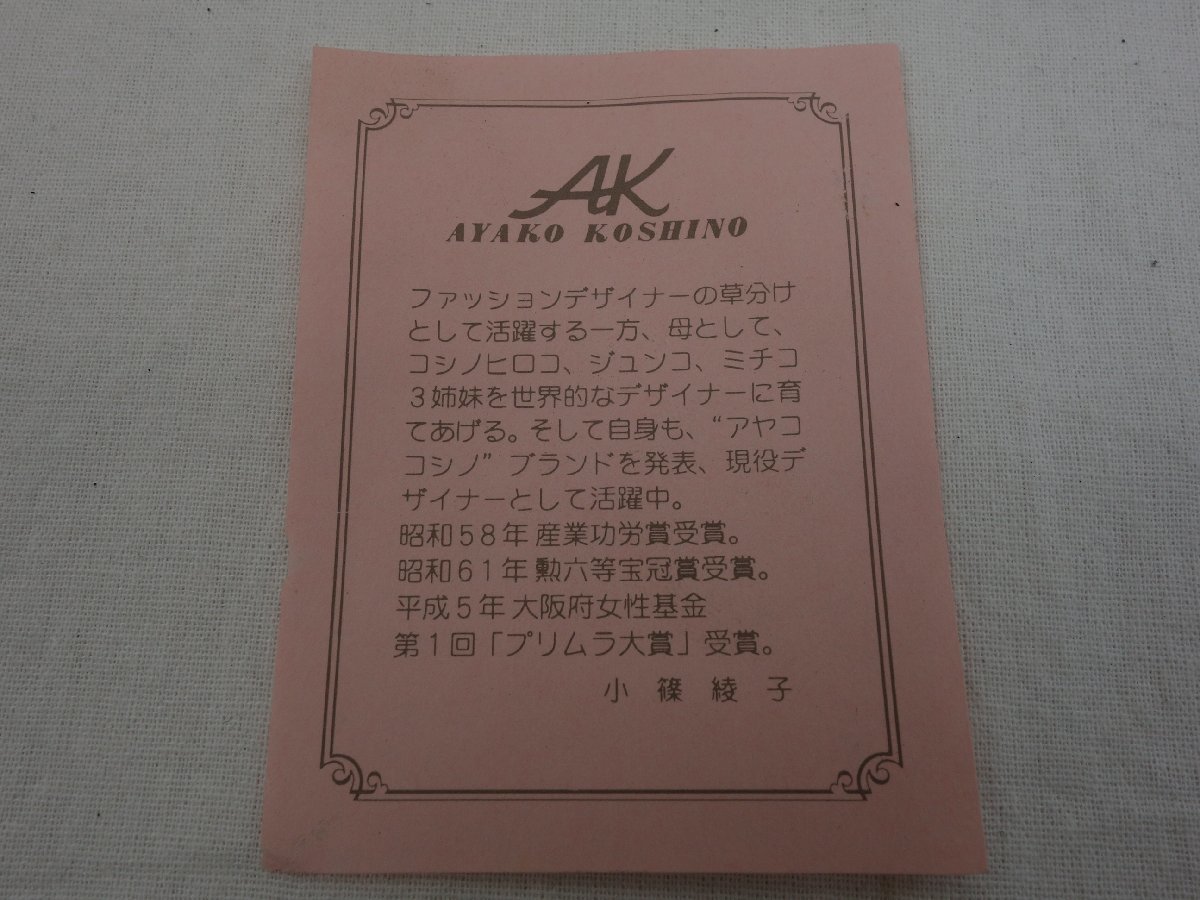 AK
AYAKO KOSHINO
ファッションデザイナーの草分け
として活躍する一方、母として、
コシノヒロコ、ジュンコ、ミチコ
3姉妹を世界的なデザイナーに育
てあげる。そして自身も、“アヤコ
コシノ”ブランドを発表、現役デ
ザイナーとして活躍中。
昭和58年 産業功労賞受賞。
昭和61年 勲六等宝冠賞受賞。
平成5年 大阪府女性基金
第1回「プリムラ大賞」受賞。
小篠綾子